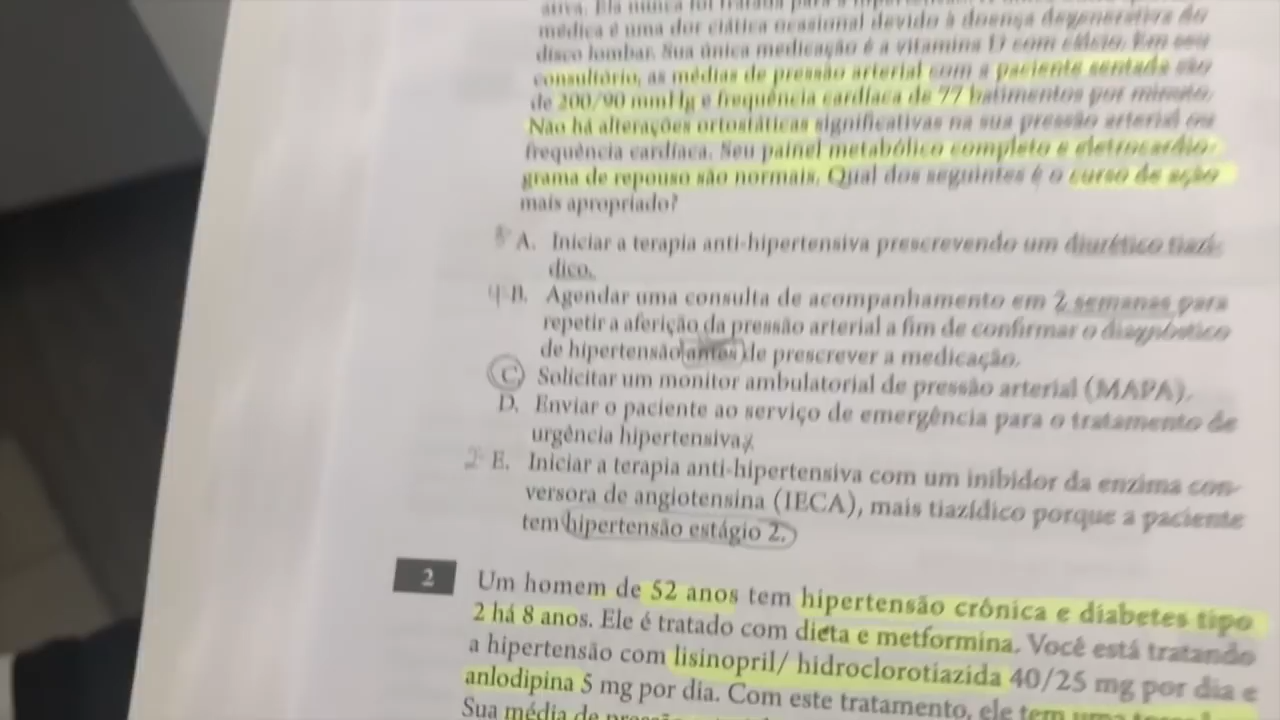 médica é uma dor ciática ocasional devido à doença degenerativa do
disco lombar. Sua única medicação é a vitamina D com cálcio. Em seu
consultório, as médias de pressão arterial com a paciente sentada são
de 200/90 mmHg e frequência cardíaca de 77 batimentos por minuto.
Não há alterações ortostáticas significativas na sua pressão arterial ou
frequência cardíaca. Seu painel metabólico completo e eletrocardio-
grama de repouso são normais. Qual dos seguintes é o curso de ação
mais apropriado?
A. Iniciar a terapia anti-hipertensiva prescrevendo um diurético tiazí-
dico.
B. Agendar uma consulta de acompanhamento em 2 semanas para
repetir a aferição da pressão arterial a fim de confirmar o diagnóstico
de hipertensão antes de prescrever a medicação.
C. Solicitar um monitor ambulatorial de pressão arterial (MAPA).
D. Enviar o paciente ao serviço de emergência para o tratamento de
urgência hipertensiva.
E. Iniciar a terapia anti-hipertensiva com um inibidor da enzima con-
versora de angiotensina (IECA), mais tiazídico porque a paciente
tem hipertensão estágio 2.
2 Um homem de 52 anos tem hipertensão crônica e diabetes tipo
2 há 8 anos. Ele é tratado com dieta e metformina. Você está tratando
a hipertensão com lisinopril/ hidroclorotiazida 40/25 mg por dia e
anlodipina 5 mg por dia. Com este tratamento, ele tem uma
Sua média de